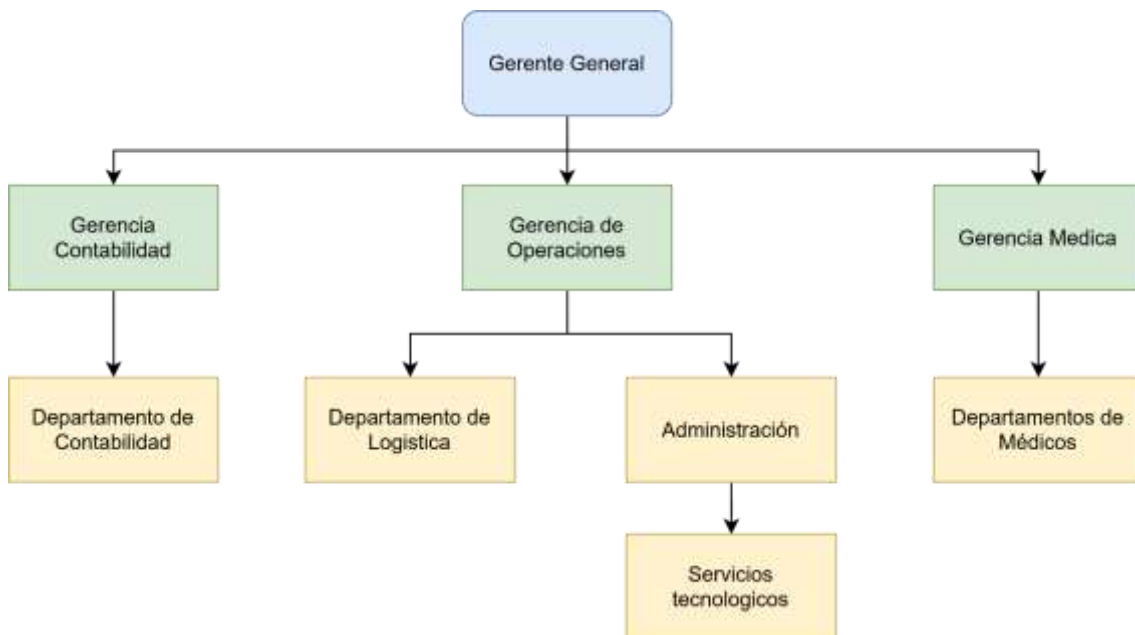 Gerente General
Gerencia
Contabilidad
Gerencia de
Operaciones
Gerencia Medica
Departamento de
Contabilidad
Departamento de
Logistica
Administración
Departamentos de
Médicos
Servicios
tecnologicos